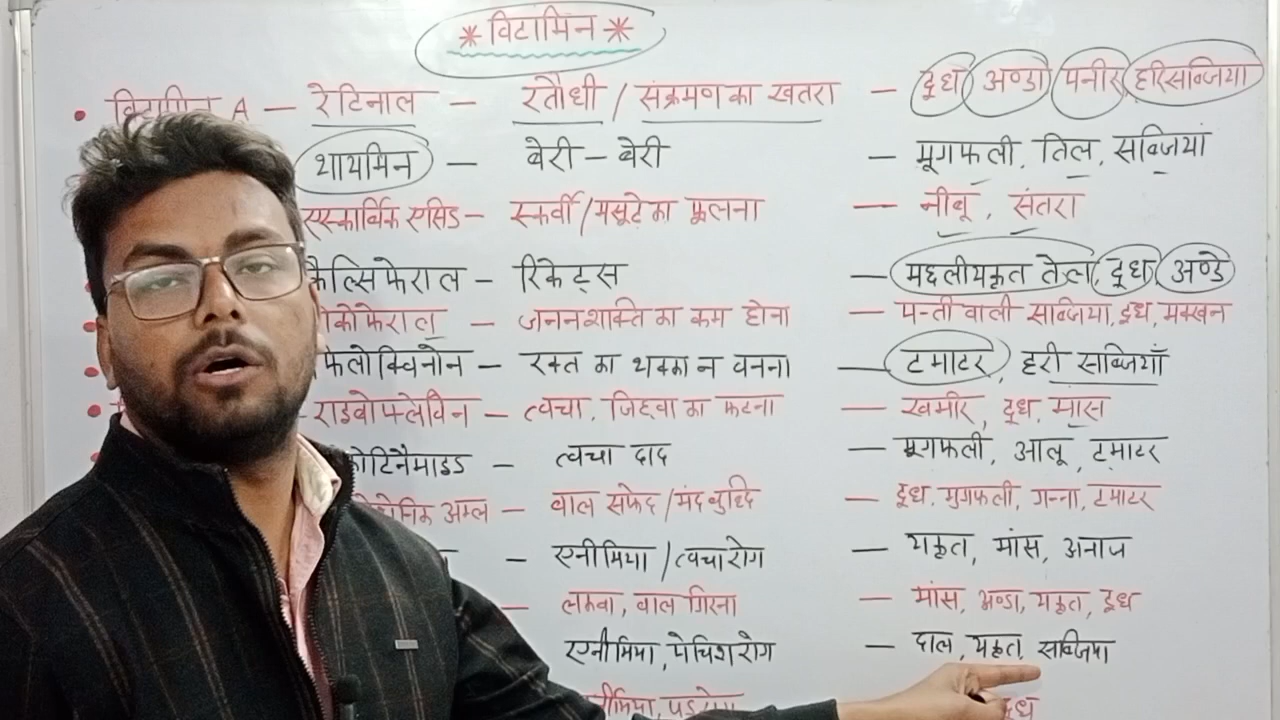 * विटामिन *
• विटामिन A – रेटिनाल – रतौंधी / संक्रमण का खतरा – दूध अण्डा पनीर हरिसब्जिया
थायमिन – बेरी – बेरी – मूगफली, तिल, सब्जियां
एस्कार्बिक एसिड – स्कर्वी / मसूढे का फूलना – नीबू, संतरा
कैल्सिफेराल – रिकेट्स – मछलीयकृत तेल, दूध, अण्डे
कोफेराल – जननशक्ति का कम होना – पत्ती वाली सब्जिया, दूध, मक्खन
फेलोक्विनोन – रक्त का थक्का न बनना – टमाटर, हरी सब्जियाँ
राइबोफ्लेविन – त्वचा, जिह्वा का फटना – खमीर, दूध, मांस
कोटिनैमाइड – त्वचा दाद – मूगफली, आलू, टमाटर
थेनिक अम्ल – बाल सफेद / मंद बुध्दि – दूध, मुगफली, गन्ना, टमाटर
– एनीमिया / त्वचा रोग – यकृत, मांस, अनाज
– लकवा, बाल गिरना – मांस, अण्डा, यकृत, दूध
एनीमिया, पेचिश रोग – दाल, यकृत, सब्जिया
दूध